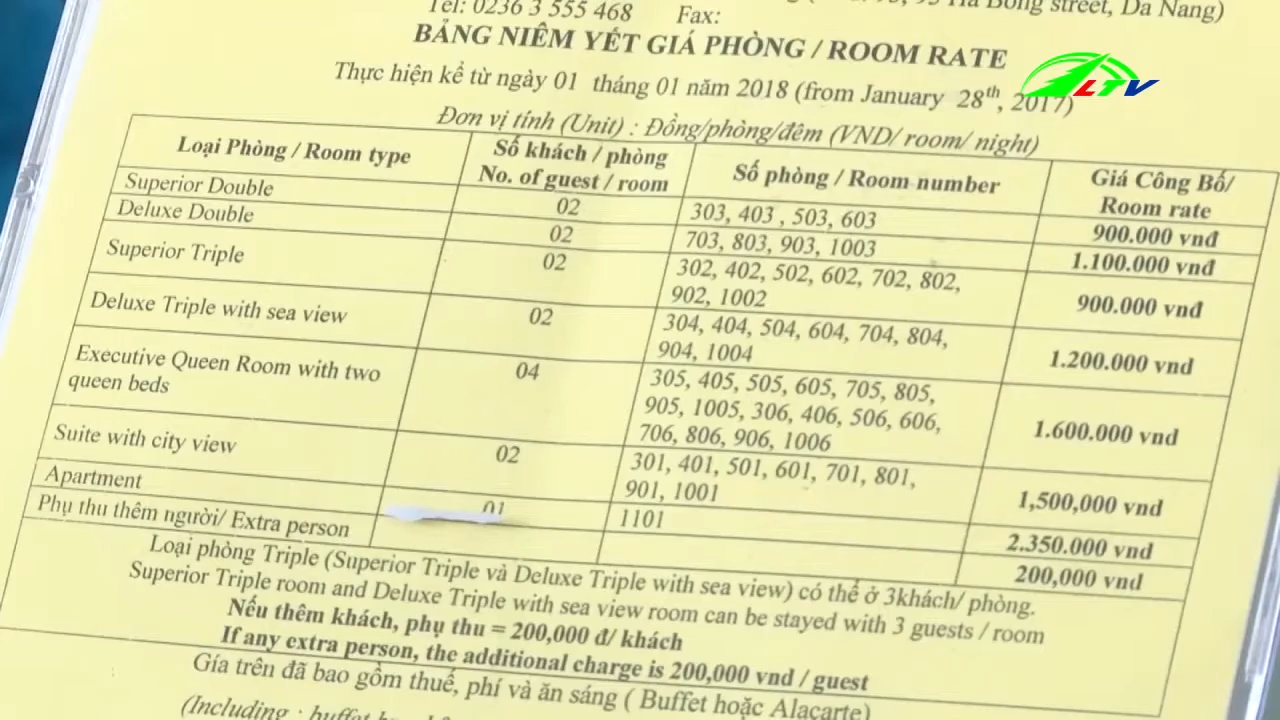 Hà Bổng street, Da Nang)
Tel: 0236 3 555 468 Fax:
BẢNG NIÊM YẾT GIÁ PHÒNG / ROOM RATE
LTV
Thực hiện kể từ ngày 01 tháng 01 năm 2018 (from January 28th, 2017)
Đơn vị tính (Unit) : Đồng/phòng/đêm (VND/ room/ night)
Loại Phòng / Room type
Số khách / phòng
No. of guest / room
Số phòng / Room number
Giá Công Bố/
Room rate
Superior Double 02 303, 403 , 503, 603 900.000 vnđ
Deluxe Double 02 703, 803, 903, 1003 1.100.000 vnđ
Superior Triple 02 302, 402, 502, 602, 702, 802,
902, 1002 900.000 vnđ
Deluxe Triple with sea view 02 304, 404, 504, 604, 704, 804,
904, 1004 1.200.000 vnd
Executive Queen Room with two
queen beds 04 305, 405, 505, 605, 705, 805,
905, 1005, 306, 406, 506, 606,
706, 806, 906, 1006 1.600.000 vnd
Suite with city view 02 301, 401, 501, 601, 701, 801,
901, 1001 1,500,000 vnd
Apartment 1101 2.350.000 vnd
Phụ thu thêm người/ Extra person 01 200,000 vnd
Loại phòng Triple (Superior Triple và Deluxe Triple with sea view) có thể ở 3khách/ phòng.
Superior Triple room and Deluxe Triple with sea view room can be stayed with 3 guests / room
Nếu thêm khách, phụ thu = 200,000 đ/ khách
If any extra person, the additional charge is 200,000 vnd / guest
Gía trên đã bao gồm thuế, phí và ăn sáng ( Buffet hoặc Alacarte)
(Including : buffet